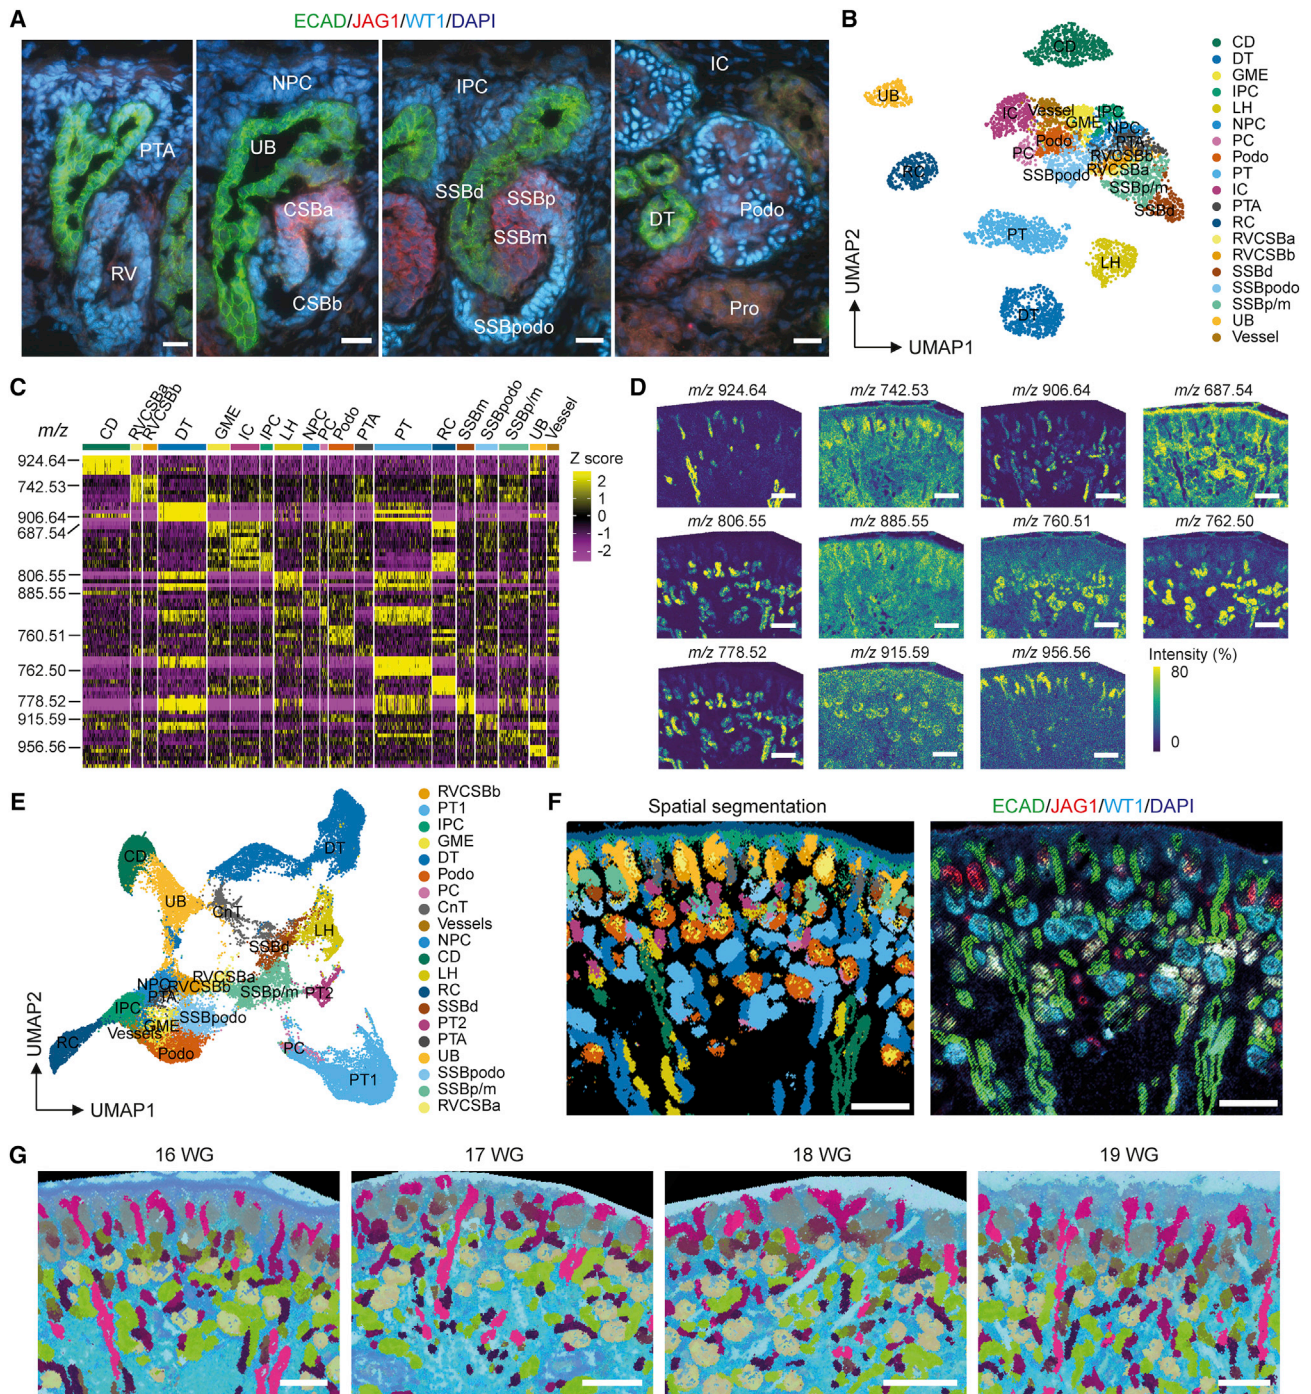 A
ECAD/JAG1/WT1/DAPI
PTA
RV
NPC
UB
CSBa
CSBb
IPC
SSBd
SSBp
SSBm
SSBpodo
IC
DT
Podo
Pro
B
CD
UB
IC
Vessel
GME
IPC
NPC
PTA
Podo
PC
RVCSBb
RVCSBa
SSBpodo
SSBp/m
SSBd
RC
PT
LH
DT
UMAP2
UMAP1
CD
DT
GME
IPC
LH
NPC
PC
Podo
PT
IC
PTA
RC
RVCSBa
RVCSBb
SSBd
SSBpodo
SSBp/m
UB
Vessel
C
m/z
CD
RVCSBa
RVCSBb
DT
GME
IC
IPC
LH
NPC
PC
Podo
PTA
PT
RC
SSBm
SSBpodo
SSBp/m
UB
Vessel
924.64
742.53
906.64
687.54
806.55
885.55
760.51
762.50
778.52
915.59
956.56
Z score
2
1
0
-1
-2
D
m/z 924.64
m/z 742.53
m/z 906.64
m/z 687.54
m/z 806.55
m/z 885.55
m/z 760.51
m/z 762.50
m/z 778.52
m/z 915.59
m/z 956.56
Intensity (%)
80
0
E
CD
UB
DT
CnT
SSBd
LH
RVCSBa
NPC
RVCSBb
PTA
SSBp/m
PT2
IPC
SSBpodo
GME
Vessels
Podo
RC
PC
PT1
UMAP2
UMAP1
RVCSBb
PT1
IPC
GME
DT
Podo
PC
CnT
Vessels
NPC
CD
LH
RC
SSBd
PT2
PTA
UB
SSBpodo
SSBp/m
RVCSBa
F
Spatial segmentation
ECAD/JAG1/WT1/DAPI
G
16 WG
17 WG
18 WG
19 WG